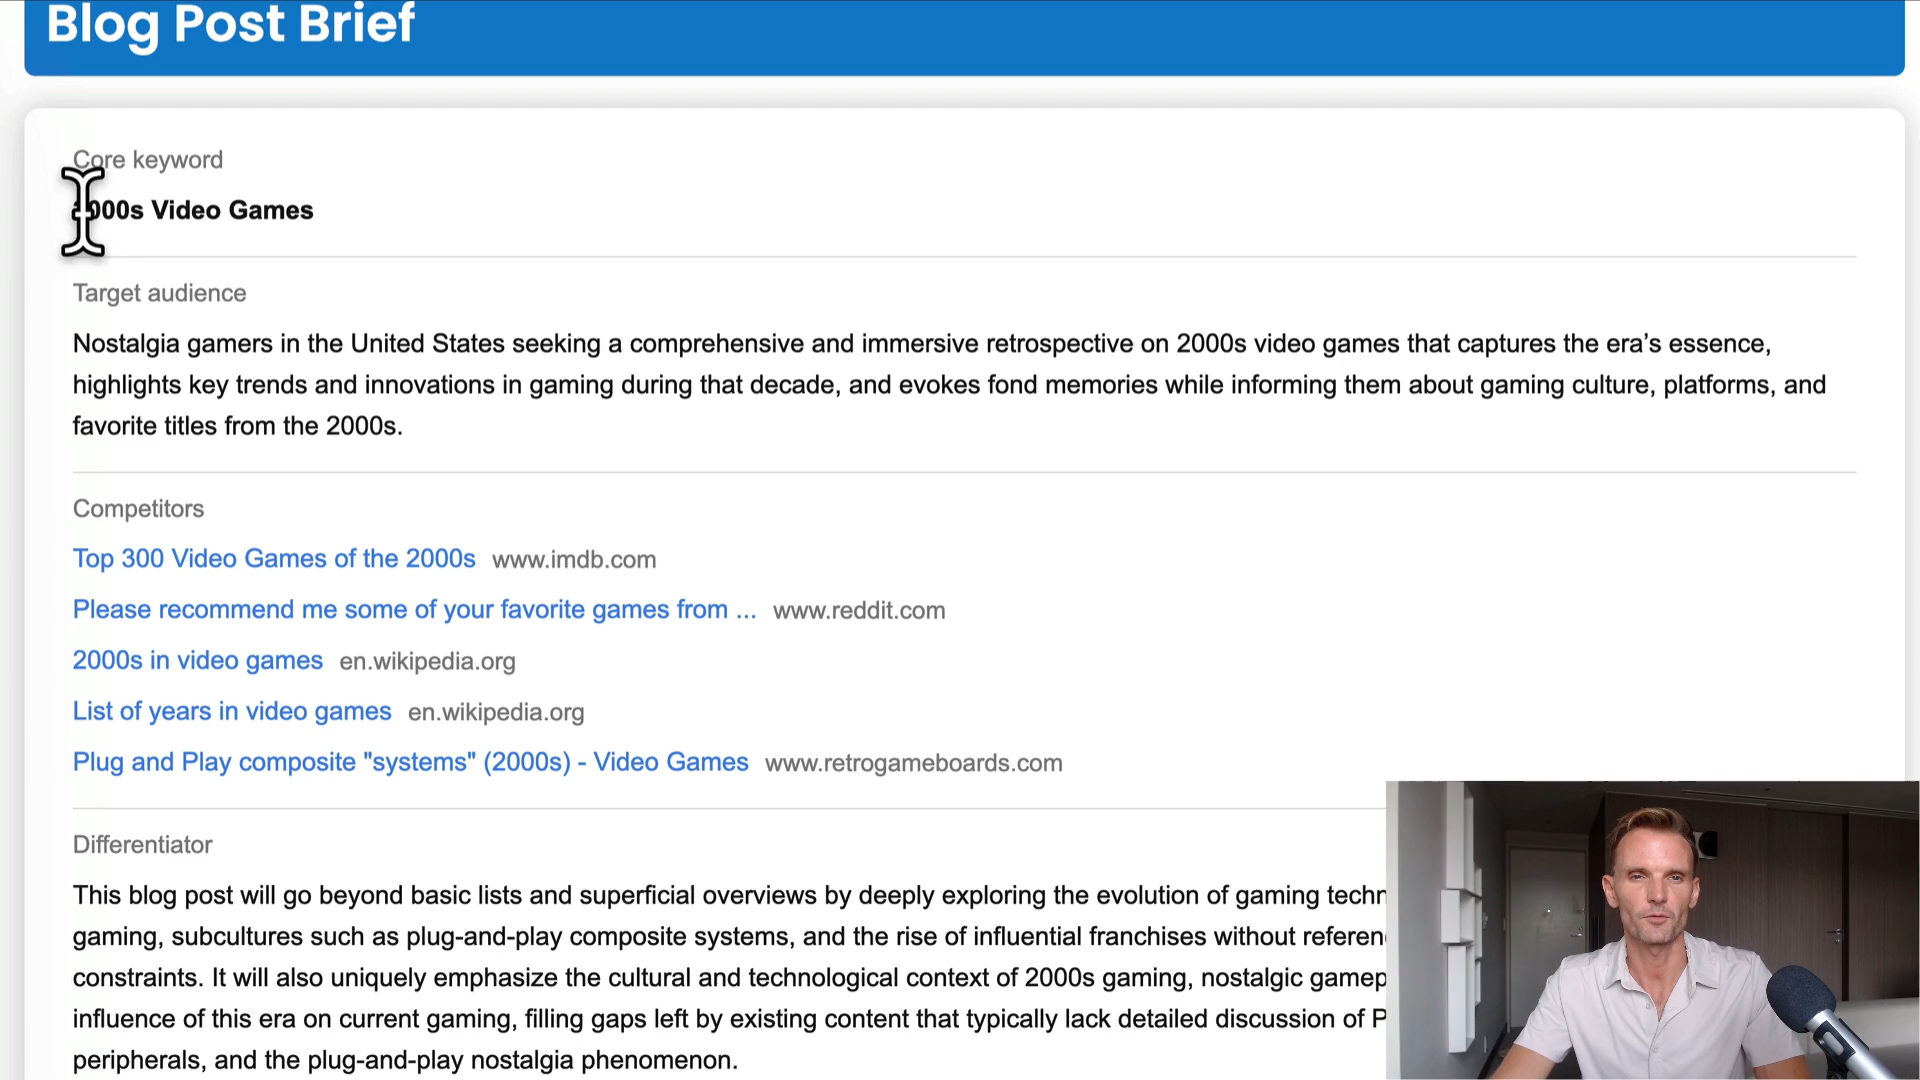 Blog Post Brief
Core keyword
2000s Video Games
Target audience
Nostalgia gamers in the United States seeking a comprehensive and immersive retrospective on 2000s video games that captures the era’s essence,
highlights key trends and innovations in gaming during that decade, and evokes fond memories while informing them about gaming culture, platforms, and
favorite titles from the 2000s.
Competitors
Top 300 Video Games of the 2000s www.imdb.com
Please recommend me some of your favorite games from ... www.reddit.com
2000s in video games en.wikipedia.org
List of years in video games en.wikipedia.org
Plug and Play composite "systems" (2000s) - Video Games www.retrogameboards.com
Differentiator
This blog post will go beyond basic lists and superficial overviews by deeply exploring the evolution of gaming
gaming, subcultures such as plug-and-play composite systems, and the rise of influential franchises without
constraints. It will also uniquely emphasize the cultural and technological context of 2000s gaming, nostalgic
influence of this era on current gaming, filling gaps left by existing content that typically lack detailed discussion of
peripherals, and the plug-and-play nostalgia phenomenon.